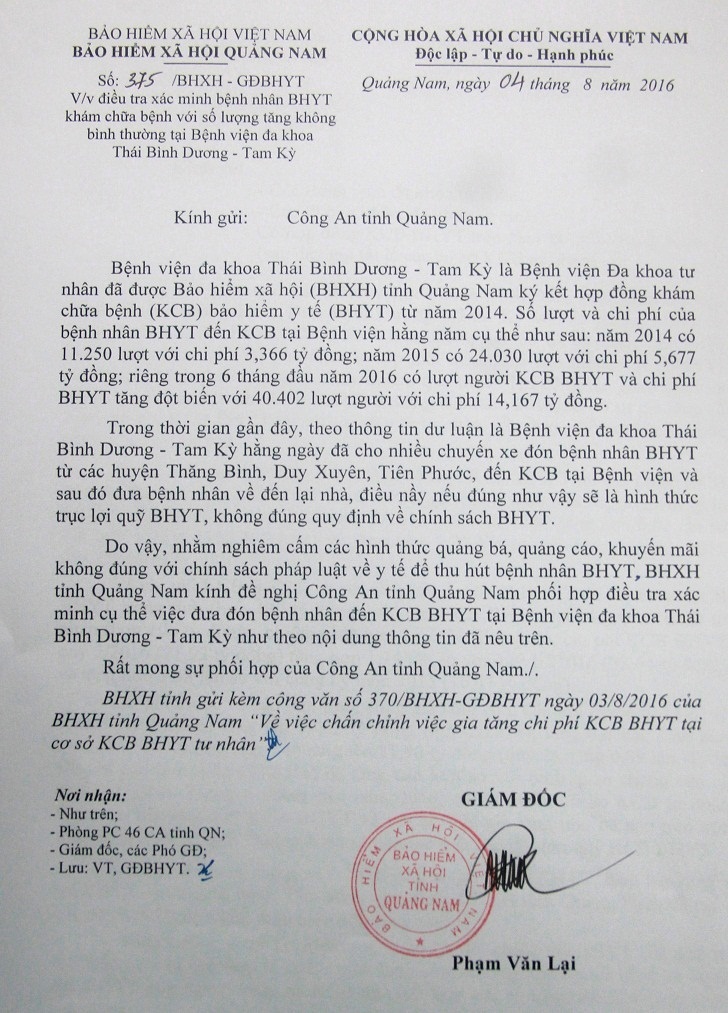 BẢO HIỂM XÃ HỘI VIỆT NAM
BẢO HIỂM XÃ HỘI QUẢNG NAM
Số: 375 /BHXH - GĐBHYT
V/v điều tra xác minh bệnh nhân BHYT
khám chữa bệnh với số lượng tăng không
bình thường tại Bệnh viện đa khoa
Thái Bình Dương - Tam Kỳ
CỘNG HÒA XÃ HỘI CHỦ NGHĨA VIỆT NAM
Độc lập - Tự do - Hạnh phúc
Quảng Nam, ngày 04 tháng 8 năm 2016
Kính gửi: Công An tỉnh Quảng Nam.
Bệnh viện đa khoa Thái Bình Dương - Tam Kỳ là Bệnh viện Đa khoa tư
nhân đã được Bảo hiểm xã hội (BHXH) tỉnh Quảng Nam ký kết hợp đồng khám
chữa bệnh (KCB) bảo hiểm y tế (BHYT) từ năm 2014. Số lượt và chi phí của
bệnh nhân BHYT đến KCB tại Bệnh viện hằng năm cụ thể như sau: năm 2014 có
11.250 lượt với chi phí 3,366 tỷ đồng; năm 2015 có 24.030 lượt với chi phí 5,677
tỷ đồng; riêng trong 6 tháng đầu năm 2016 có lượt người KCB BHYT và chi phí
BHYT tăng đột biến với 40.402 lượt người với chi phí 14,167 tỷ đồng.
Trong thời gian gần đây, theo thông tin dư luận là Bệnh viện đa khoa Thái
Bình Dương - Tam Kỳ hằng ngày đã cho nhiều chuyến xe đón bệnh nhân BHYT
từ các huyện Thăng Bình, Duy Xuyên, Tiên Phước, đến KCB tại Bệnh viện và
sau đó đưa bệnh nhân về đến lại nhà, điều nầy nếu đúng như vậy sẽ là hình thức
trục lợi quỹ BHYT, không đúng quy định về chính sách BHYT.
Do vậy, nhằm nghiêm cấm các hình thức quảng bá, quảng cáo, khuyến mãi
không đúng với chính sách pháp luật về y tế để thu hút bệnh nhân BHYT, BHXH
tỉnh Quảng Nam kính đề nghị Công An tỉnh Quảng Nam phối hợp điều tra xác
minh cụ thể việc đưa đón bệnh nhân đến KCB BHYT tại Bệnh viện đa khoa Thái
Bình Dương - Tam Kỳ như theo nội dung thông tin đã nêu trên.
Rất mong sự phối hợp của Công An tỉnh Quảng Nam./.
BHXH tỉnh gửi kèm công văn số 370/BHXH-GĐBHYT ngày 03/8/2016 của
BHXH tỉnh Quảng Nam "Về việc chấn chỉnh việc gia tăng chi phí KCB BHYT tại
cơ sở KCB BHYT tư nhân"
Nơi nhận:
- Như trên;
- Phòng PC 46 CA tỉnh QN;
- Giám đốc, các Phó GĐ;
- Lưu: VT, GĐBHYT.
GIÁM ĐỐC
BẢO HIỂM XÃ HỘI VIỆT NAM
BẢO HIỂM
XÃ HỘI
TỈNH
QUẢNG NAM
Phạm Văn Lại